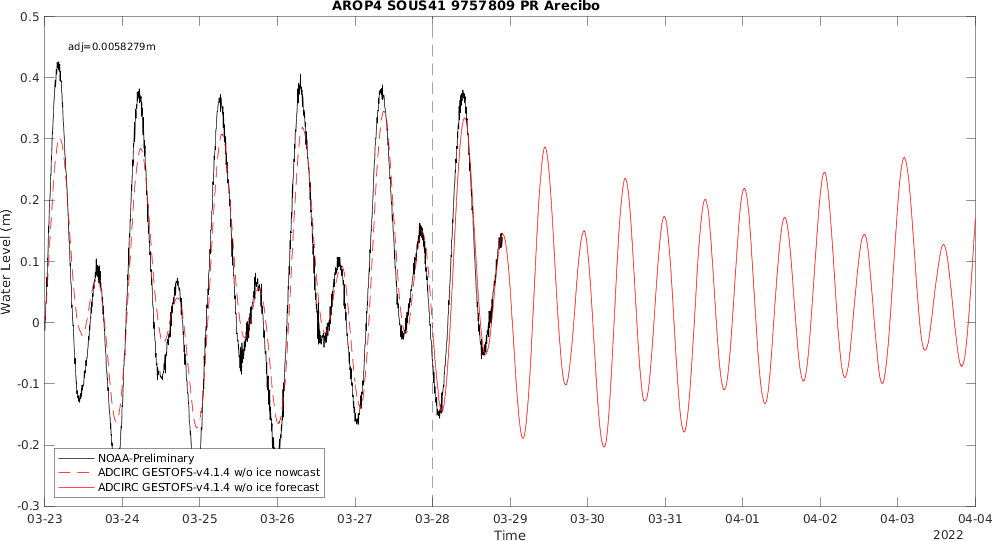 AROP4 SOUS41 9757809 PR Arecibo
adj=0.0058279m
Water Level (m)
0.5
0.4
0.3
0.2
0.1
0
-0.1
-0.2
-0.3
NOAA-Preliminary
ADCIRC GESTOFS-v4.1.4 w/o ice nowcast
ADCIRC GESTOFS-v4.1.4 w/o ice forecast
03-23 03-24 03-25 03-26 03-27 03-28 03-29 03-30 03-31 04-01 04-02 04-03 04-04
Time
2022